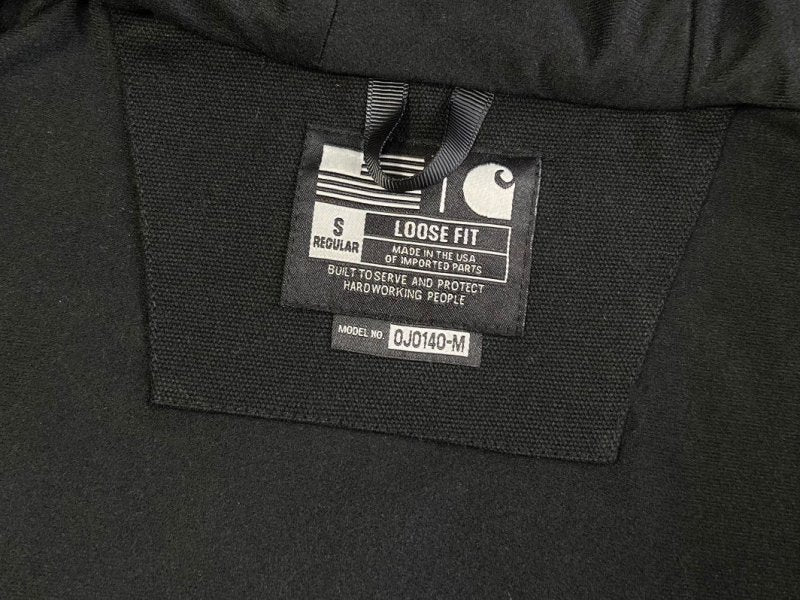 S
REGULAR
LOOSE FIT
MADE IN THE USA
OF IMPORTED PARTS
BUILT TO SERVE AND PROTECT
HARDWORKING PEOPLE
MODEL NO. 0J0140-M